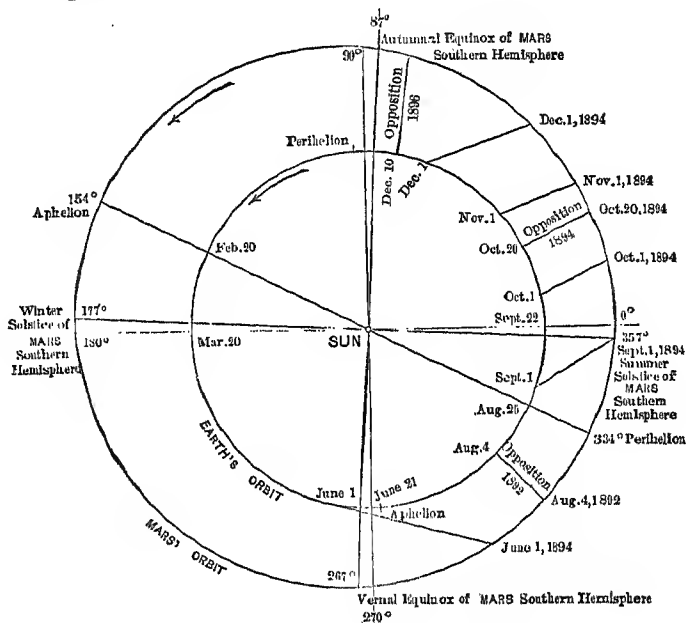 87°
Autumnal Equinox of MARS
Southern Hemisphere
90°
Opposition
1896
Dec. 1, 1894
Perihelion
Dec. 10
Dec. 1
Nov. 1, 1894
154°
Aphelion
Nov. 1
Oct. 20, 1894
Opposition
1894
Feb. 20
Oct. 20
Oct. 1, 1894
Oct. 1
Winter
Solstice of
MARS
Southern
Hemisphere
177°
180°
Mar. 20
SUN
Sept. 22
0°
357°
Sept. 1, 1894
Summer
Solstice of
MARS
Southern
Hemisphere
Sept. 1
Aug. 25
334° Perihelion
Aug. 4
Opposition
1892
Aug. 4, 1892
EARTH'S ORBIT
June 1
June 21
Aphelion
June 1, 1894
MARS' ORBIT
267°
Vernal Equinox of MARS Southern Hemisphere
270°